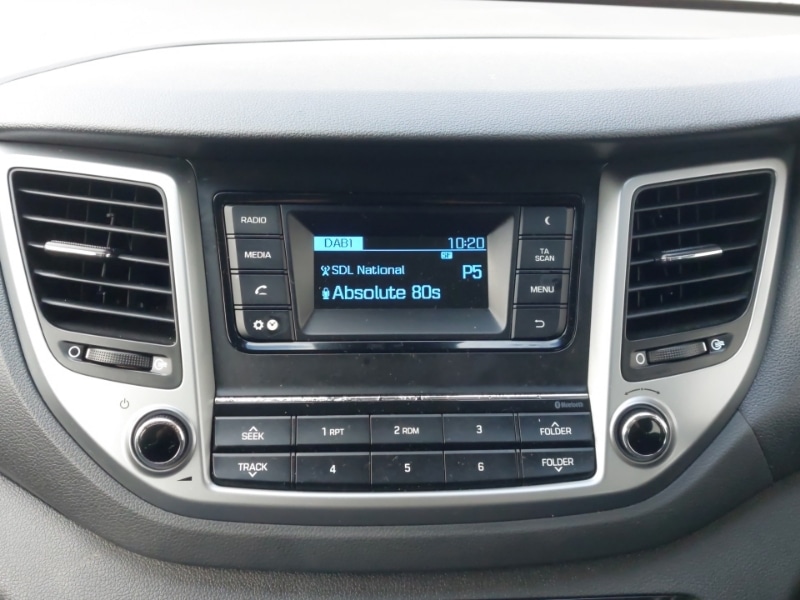 RADIO
MEDIA
DAB1 10:20
SDL National P5
Absolute 80s
TA
SCAN
MENU
Bluetooth
SEEK
1 RPT
2 RDM
3
FOLDER
TRACK
4
5
6
FOLDER